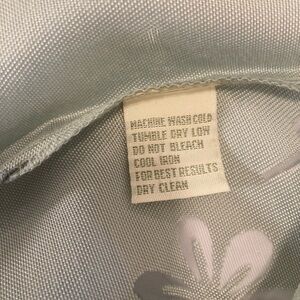 MACHINE WASH COLD
TUMBLE DRY LOW
DO NOT BLEACH
COOL IRON
FOR BEST RESULTS
DRY CLEAN